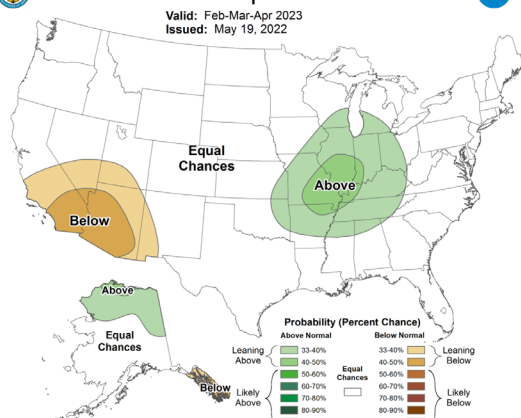 Valid: Feb-Mar-Apr 2023
Issued: May 19, 2022
Equal
Chances
Above
Below
Above
Equal
Chances
Below
Probability (Percent Chance)
Above Normal
Below Normal
Leaning
Above
33-40%
40-50%
Likely
Above
50-60%
60-70%
70-80%
80-90%
Equal
Chances
33-40%
40-50%
Leaning
Below
50-60%
60-70%
70-80%
80-90%
Likely
Below